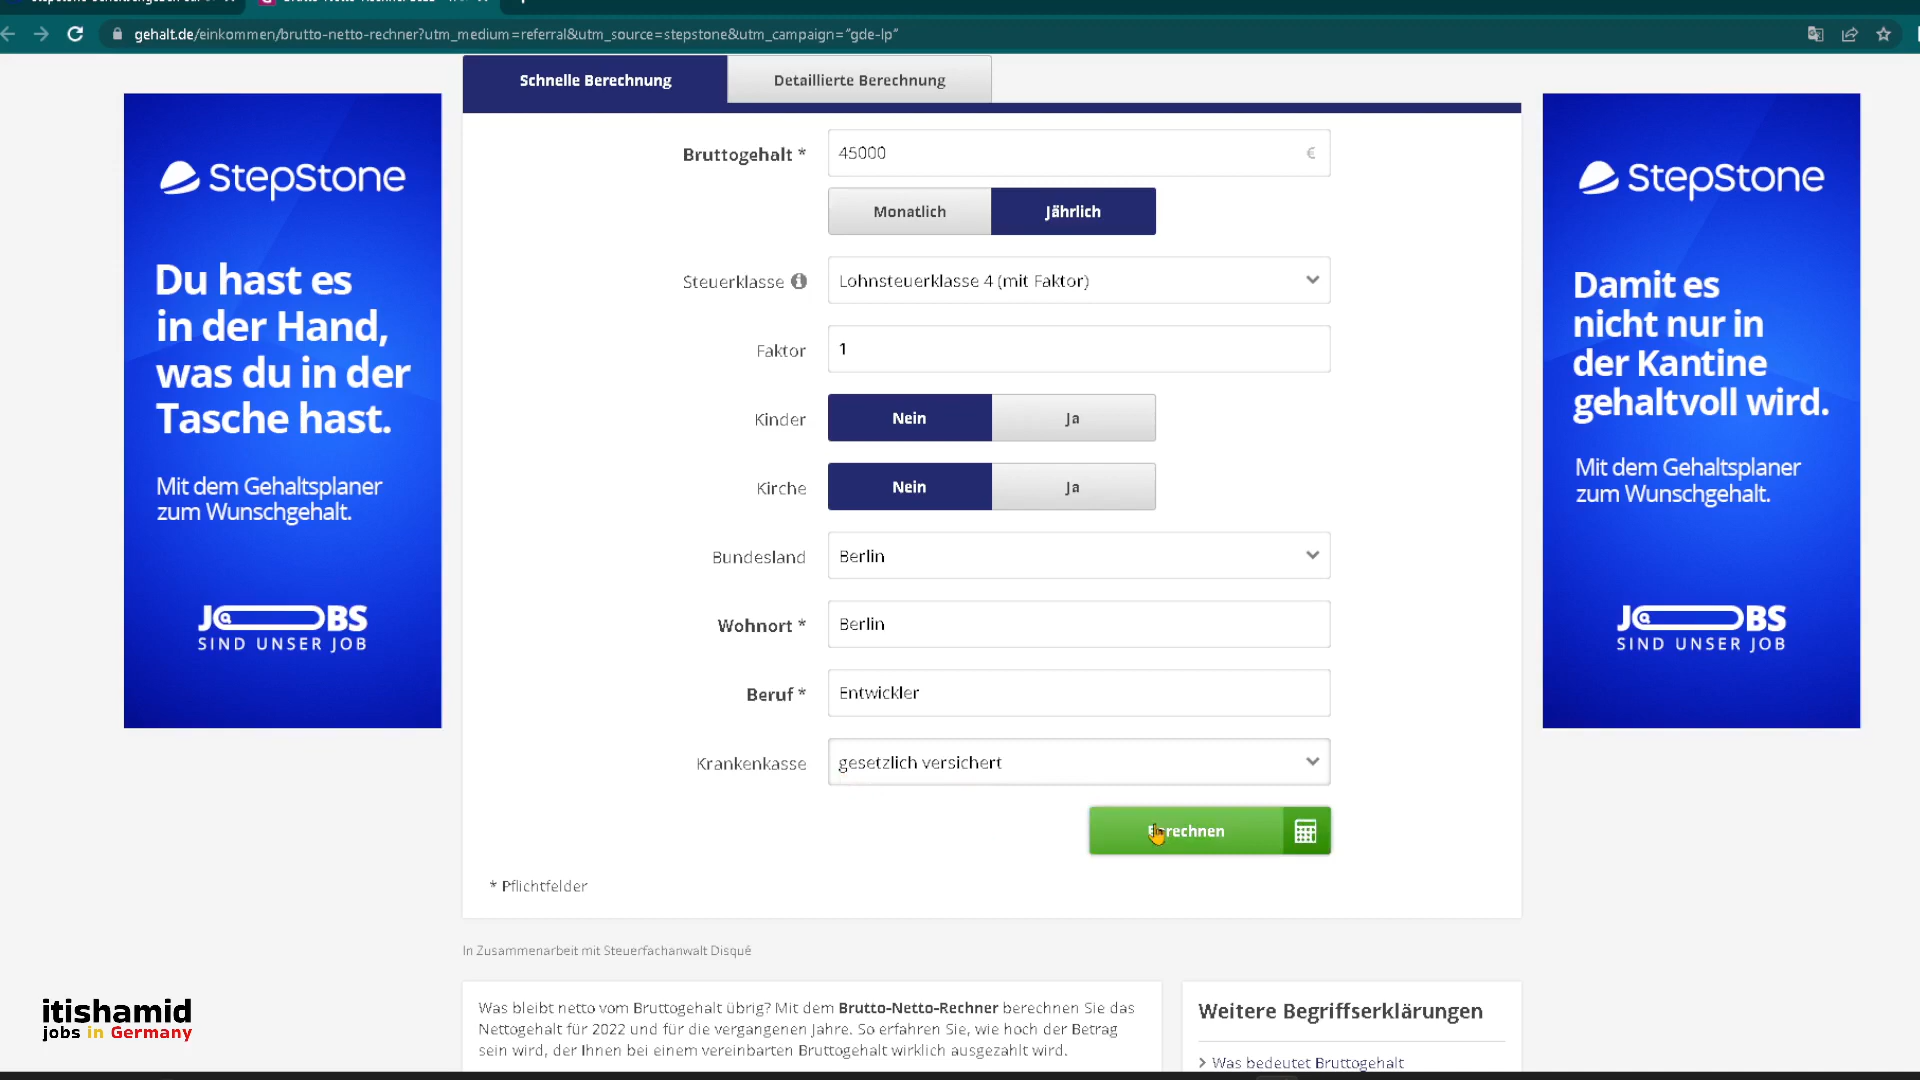 gehalt.de/einkommen/brutto-netto-rechner?utm_medium=referral&utm_source=stepstone&utm_campaign="gde-lp"
Schnelle Berechnung
Detaillierte Berechnung
StepStone
Du hast es
in der Hand,
was du in der
Tasche hast.
Mit dem Gehaltsplaner
zum Wunschgehalt.
JOBS
SIND UNSER JOB
Bruttogehalt *
45000
€
Monatlich
Jährlich
Steuerklasse
Lohnsteuerklasse 4 (mit Faktor)
Faktor
1
Kinder
Nein
Ja
Kirche
Nein
Ja
Bundesland
Berlin
Wohnort *
Berlin
Beruf *
Entwickler
Krankenkasse
gesetzlich versichert
Berechnen
* Pflichtfelder
StepStone
Damit es
nicht nur in
der Kantine
gehaltvoll wird.
Mit dem Gehaltsplaner
zum Wunschgehalt.
JOBS
SIND UNSER JOB
In Zusammenarbeit mit Steuerfachanwalt Disqué
Was bleibt netto vom Bruttogehalt übrig? Mit dem Brutto-Netto-Rechner berechnen Sie das
Nettogehalt für 2022 und für die vergangenen Jahre. So erfahren Sie, wie hoch der Betrag
sein wird, der Ihnen bei einem vereinbarten Bruttogehalt wirklich ausgezahlt wird.
Weitere Begriffserklärungen
> Was bedeutet Bruttogehalt
itishamid
jobs in Germany